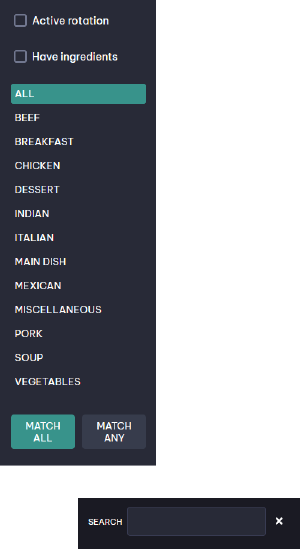 Active rotation
Have ingredients
ALL
BEEF
BREAKFAST
CHICKEN
DESSERT
INDIAN
ITALIAN
MAIN DISH
MEXICAN
MISCELLANEOUS
PORK
SOUP
VEGETABLES
MATCH ALL
MATCH ANY
SEARCH ×